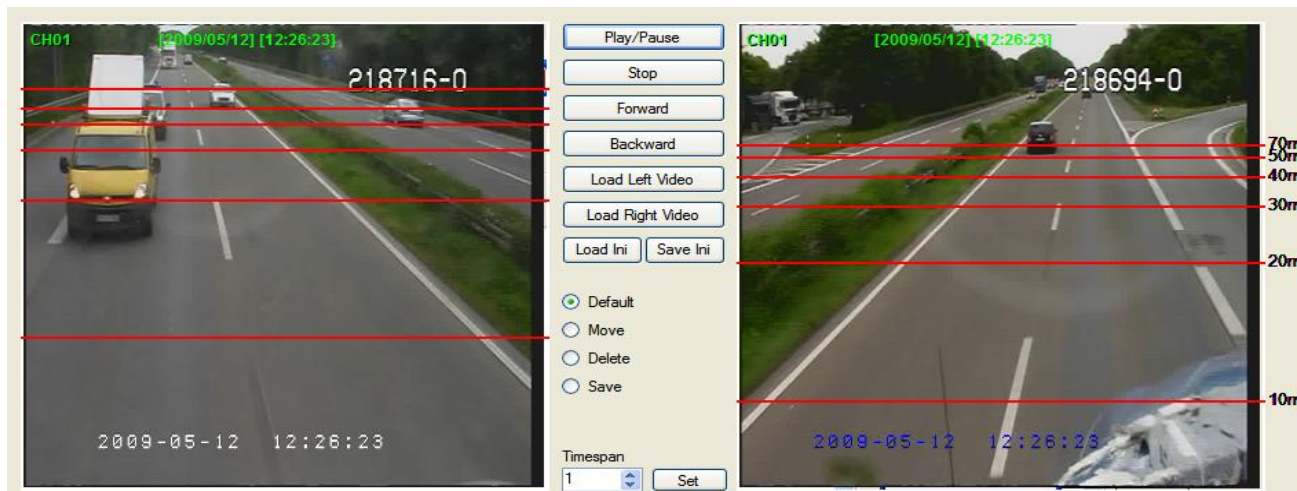 CH01 [2009/05/12] [12:26:23]
218716-0
2009-05-12 12:26:23
Play/Pause
Stop
Forward
Backward
Load Left Video
Load Right Video
Load Ini Save Ini
Default
Move
Delete
Save
Timespan
1 Set
CH01 [2009/05/12] [12:26:23]
218694-0
70m
50m
40m
30m
20m
10m
2009-05-12 12:26:23